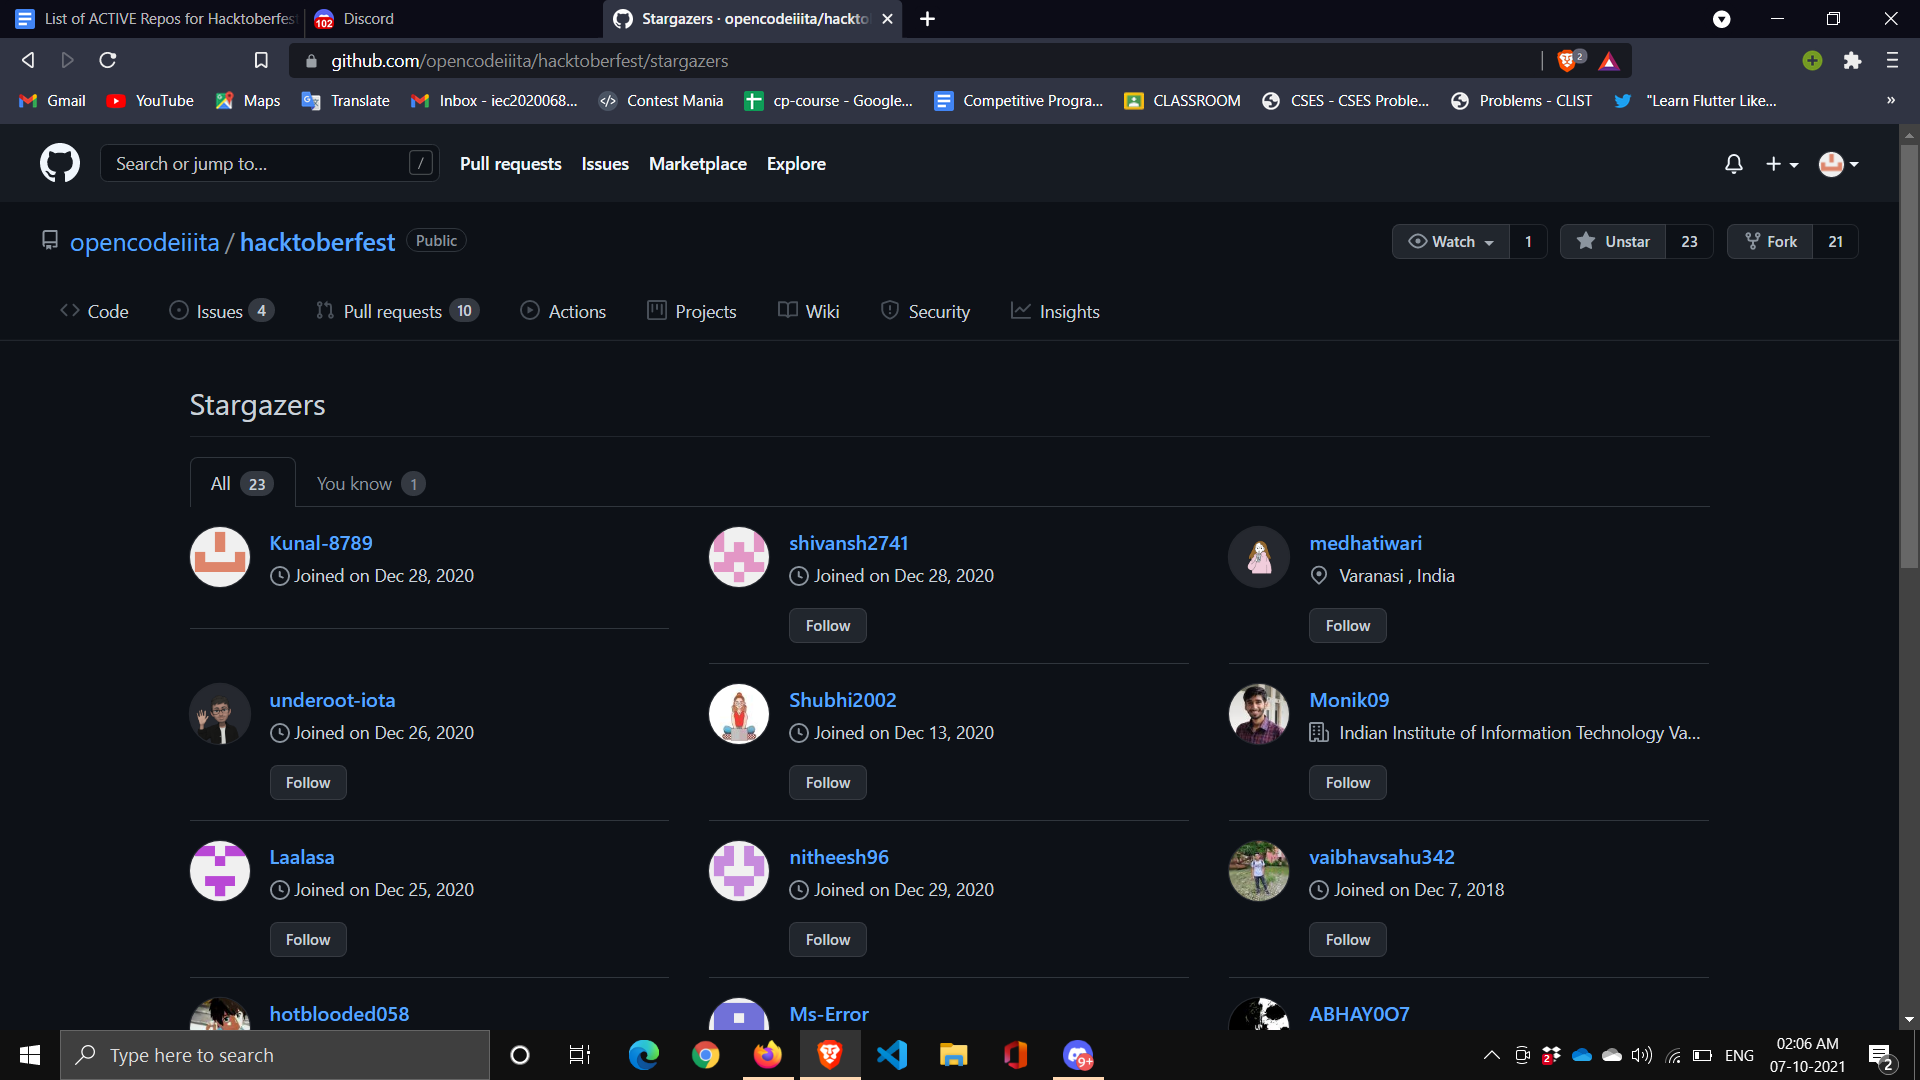 List of ACTIVE Repos for Hacktoberfest
102 Discord
Stargazers · opencodeiiita/hackto
github.com/opencodeiiita/hacktoberfest/stargazers
2
Gmail YouTube Maps Translate Inbox - iec2020068... Contest Mania cp-course - Google... Competitive Progra... CLASSROOM CSES - CSES Proble... Problems - CLIST "Learn Flutter Like... »
Search or jump to... /
Pull requests Issues Marketplace Explore
opencodeiiita / hacktoberfest Public
Watch 1 Unstar 23 Fork 21
Code Issues 4 Pull requests 10 Actions Projects Wiki Security Insights
Stargazers
All 23 You know 1
Kunal-8789
Joined on Dec 28, 2020
shivansh2741
Joined on Dec 28, 2020
Follow
medhatiwari
Varanasi , India
Follow
underoot-iota
Joined on Dec 26, 2020
Follow
Shubhi2002
Joined on Dec 13, 2020
Follow
Monik09
Indian Institute of Information Technology Va...
Follow
Laalasa
Joined on Dec 25, 2020
Follow
nitheesh96
Joined on Dec 29, 2020
Follow
vaibhavsahu342
Joined on Dec 7, 2018
Follow
hotblooded058
Ms-Error
ABHAY0O7
Type here to search
9+
2
ENG
02:06 AM
07-10-2021
2